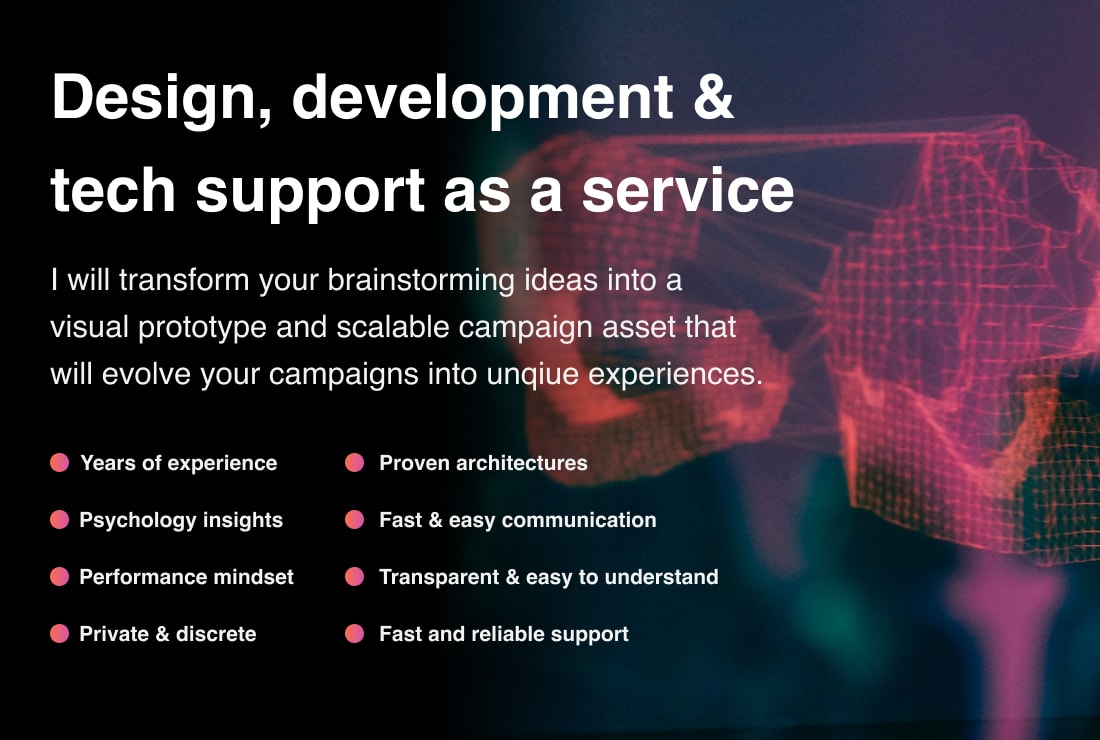 Design, development &
tech support as a service
I will transform your brainstorming ideas into a
visual prototype and scalable campaign asset that
will evolve your campaigns into unqiue experiences.
Years of experience
Proven architectures
Psychology insights
Fast & easy communication
Performance mindset
Transparent & easy to understand
Private & discrete
Fast and reliable support